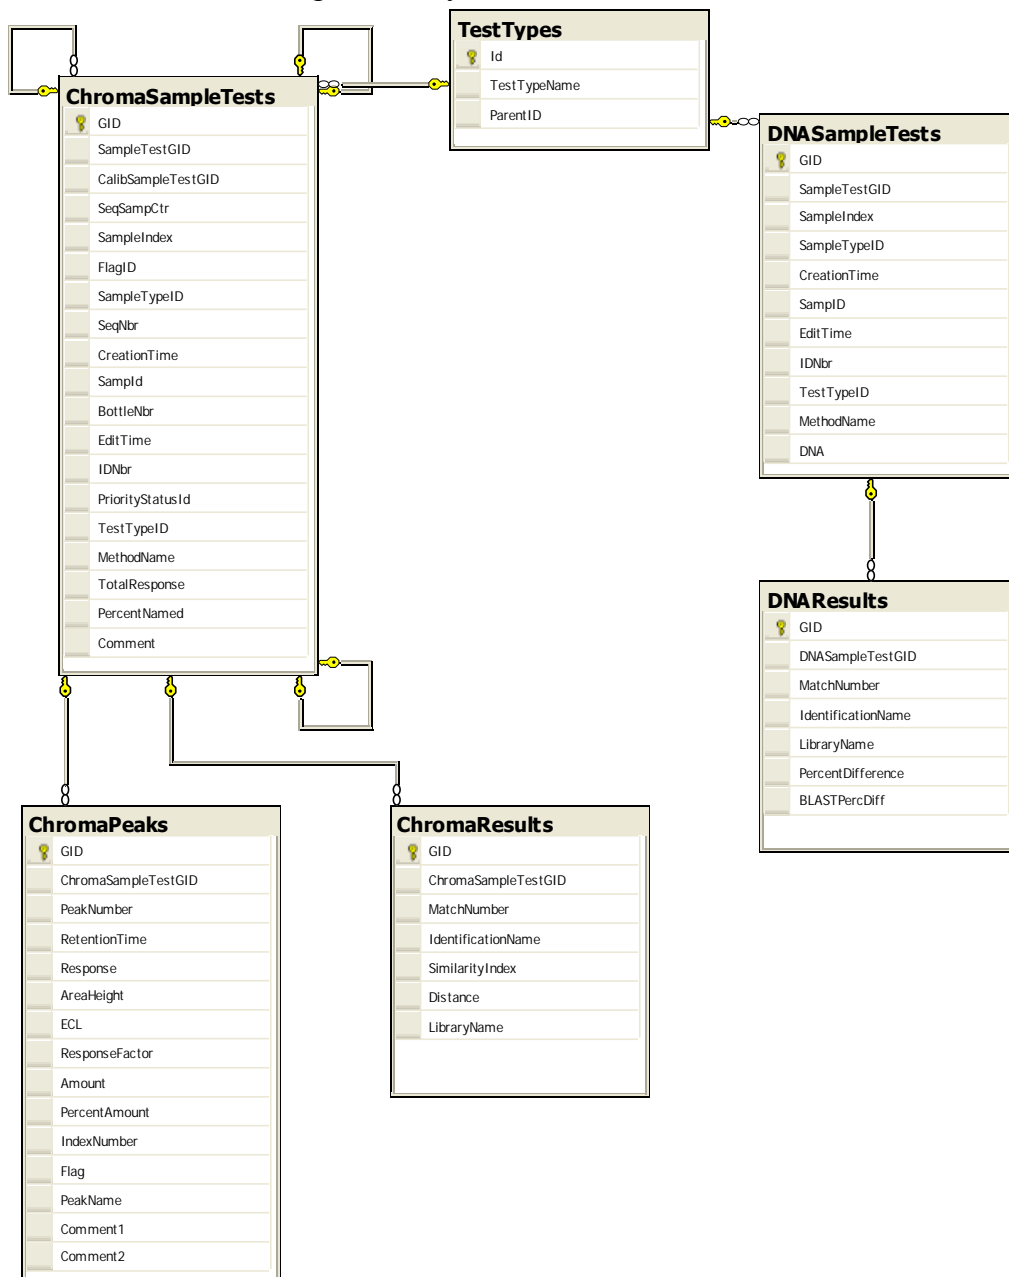 TestTypes
Id
TestTypeName
ParentID
ChromaSampleTests
GID
SampleTestGID
CalibSampleTestGID
SeqSampCtr
SampleIndex
FlagID
SampleTypeID
SeqNbr
CreationTime
SampId
BottleNbr
EditTime
IDNbr
PriorityStatusId
TestTypeID
MethodName
TotalResponse
PercentNamed
Comment
DNASampleTests
GID
SampleTestGID
SampleIndex
SampleTypeID
CreationTime
SampID
EditTime
IDNbr
TestTypeID
MethodName
DNA
DNAResults
GID
DNASampleTestGID
MatchNumber
IdentificationName
LibraryName
PercentDifference
BLASTPercDiff
ChromaPeaks
GID
ChromaSampleTestGID
PeakNumber
RetentionTime
Response
AreaHeight
ECL
ResponseFactor
Amount
PercentAmount
IndexNumber
Flag
PeakName
Comment1
Comment2
ChromaResults
GID
ChromaSampleTestGID
MatchNumber
IdentificationName
SimilarityIndex
Distance
LibraryName